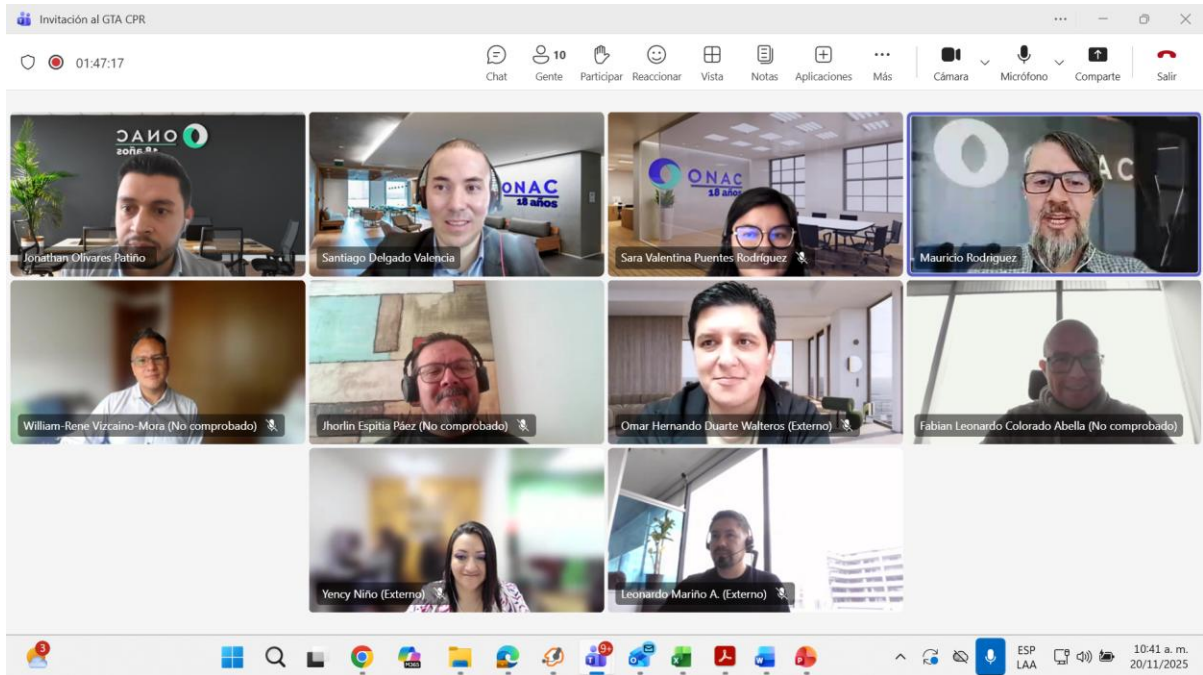 Invitación al GTA CPR
01:47:17
10
Chat
Gente
Participar
Reaccionar
Vista
Notas
Aplicaciones
Más
Cámara
Micrófono
Comparte
Salir
ONAC
18 años
Jonathan Olivares Patiño
ONAC
18 años
Santiago Delgado Valencia
ONAC
18 años
Sara Valentina Puentes Rodríguez
AC
Mauricio Rodriguez
William-Rene Vizcaino-Mora (No comprobado)
Jhorlin Espitia Páez (No comprobado)
Omar Hernando Duarte Walteros (Externo)
Fabian Leonardo Colorado Abella (No comprobado)
Yency Niño (Externo)
Leonardo Mariño A. (Externo)
3
M365
9+
ESP
LAA
10:41 a. m.
20/11/2025